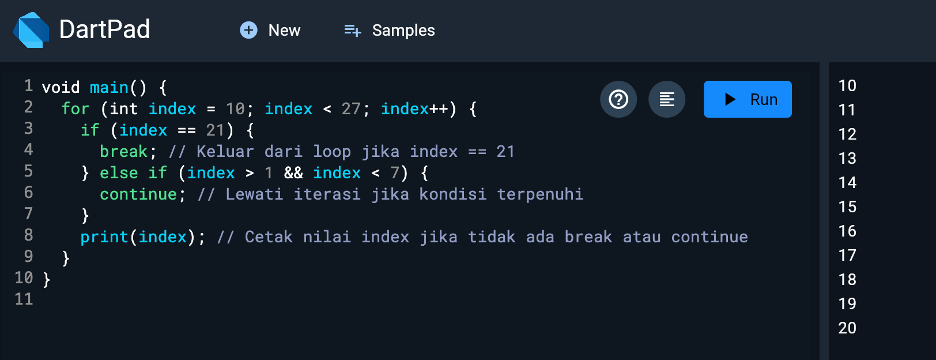 DartPad
New
Samples
Run
1 void main() {
2   for (int index = 10; index < 27; index++) {
3     if (index == 21) {
4       break; // Keluar dari loop jika index == 21
5     } else if (index > 1 && index < 7) {
6       continue; // Lewati iterasi jika kondisi terpenuhi
7     }
8     print(index); // Cetak nilai index jika tidak ada break atau continue
9   }
10 }
11
10
11
12
13
14
15
16
17
18
19
20